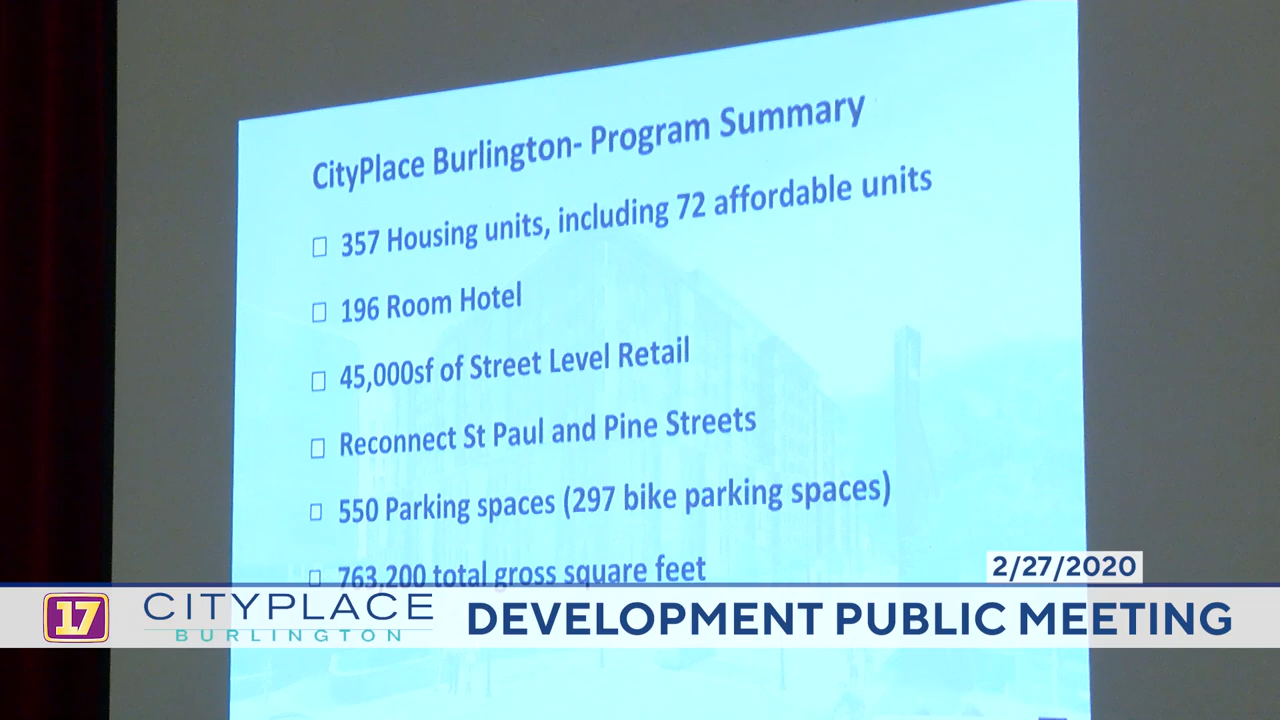 CityPlace Burlington- Program Summary
357 Housing units, including 72 affordable units
196 Room Hotel
45,000sf of Street Level Retail
Reconnect St Paul and Pine Streets
550 Parking spaces (297 bike parking spaces)
763,200 total gross square feet
2/27/2020
17
CITYPLACE
BURLINGTON
DEVELOPMENT PUBLIC MEETING